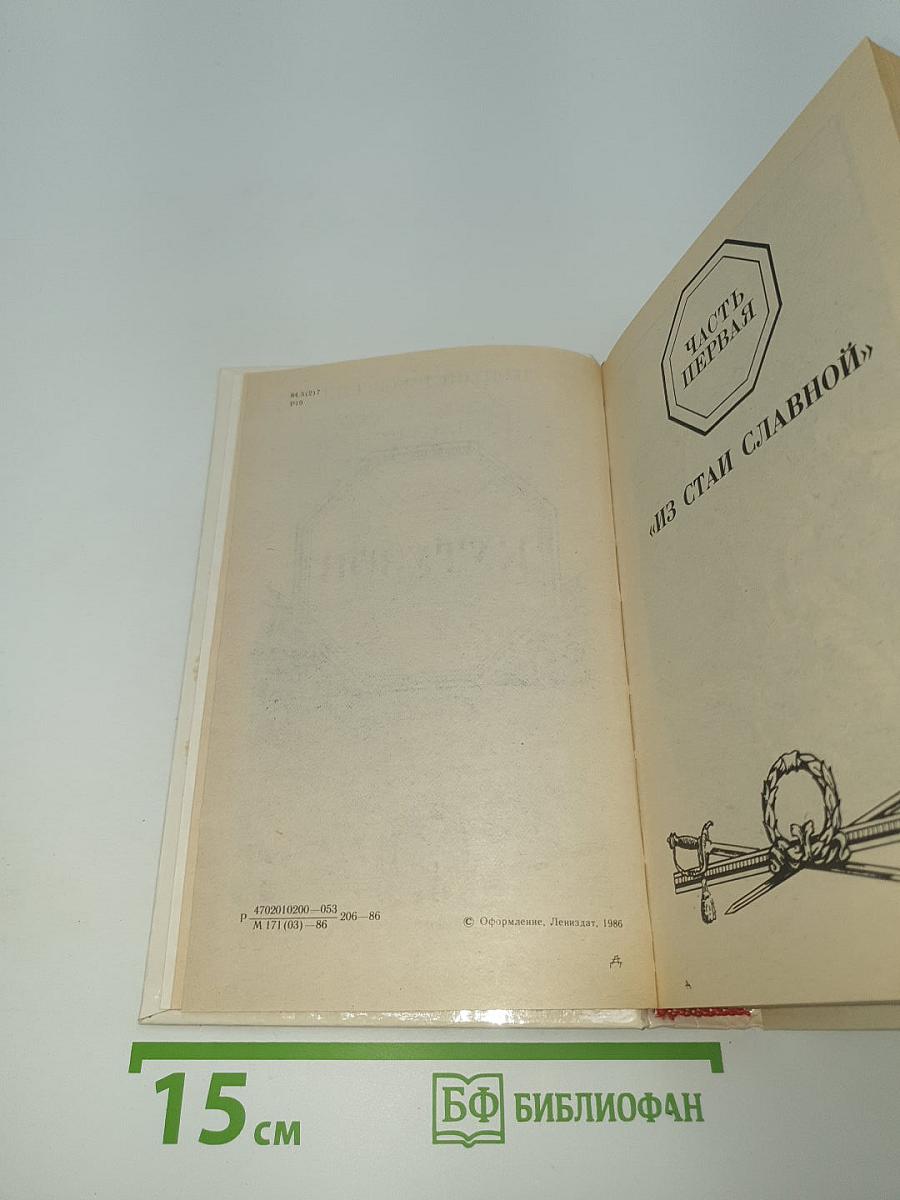 84.3(2)7
Р19
Р 4702010200—053 206—86
М 171(03)—86
© Оформление, Лениздат, 1986
ЧАСТЬ
ПЕРВАЯ
«ИЗ СТАИ СЛАВНОЙ»
15 см
БФ БИБЛИОФАН